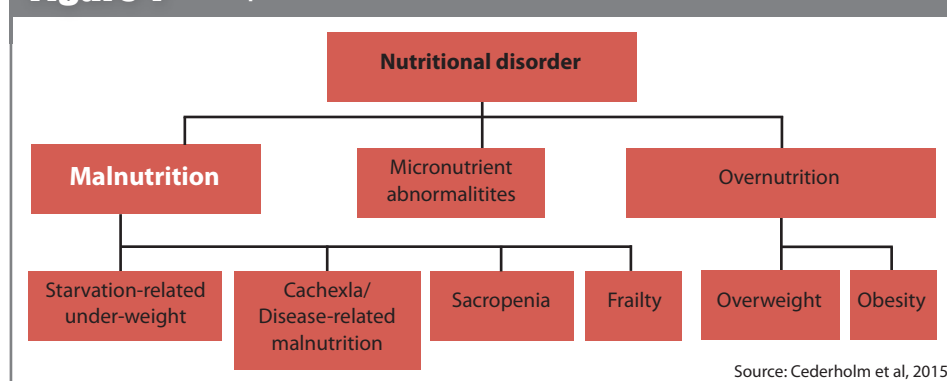 Nutritional disorder
Malnutrition
Micronutrient
abnormalitites
Overnutrition
Starvation-related
under-weight
Cachexla/
Disease-related
malnutrition
Sacropenia
Frailty
Overweight
Obesity
Source: Cederholm et al, 2015